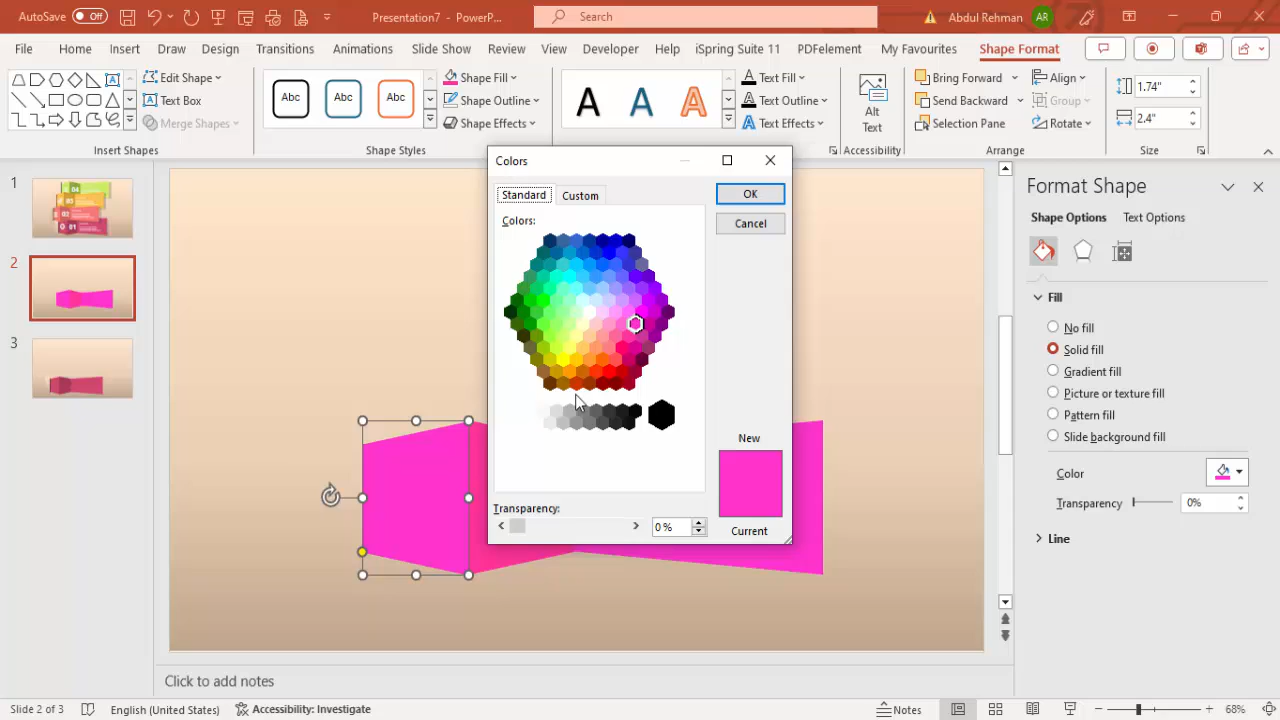 AutoSave Off Presentation7 - PowerP... Search Abdul Rehman AR
File Home Insert Draw Design Transitions Animations Slide Show Review View Developer Help iSpring Suite 11 PDFelement My Favourites Shape Format
Edit Shape Text Box Merge Shapes
Insert Shapes
Abc Abc Abc
Shape Fill Shape Outline Shape Effects
Shape Styles
A A A
Text Fill Text Outline Text Effects
Alt Text
Accessibility
Bring Forward Send Backward Selection Pane Align Group Rotate
Arrange
1.74"
2.4"
Size
1
04
01
2
3
Colors
Standard Custom
Colors:
OK
Cancel
New
Current
Transparency:
0 %
Format Shape
Shape Options Text Options
Fill
No fill
Solid fill
Gradient fill
Picture or texture fill
Pattern fill
Slide background fill
Color
Transparency 0%
Line
Click to add notes
Slide 2 of 3 English (United States) Accessibility: Investigate Notes 68%